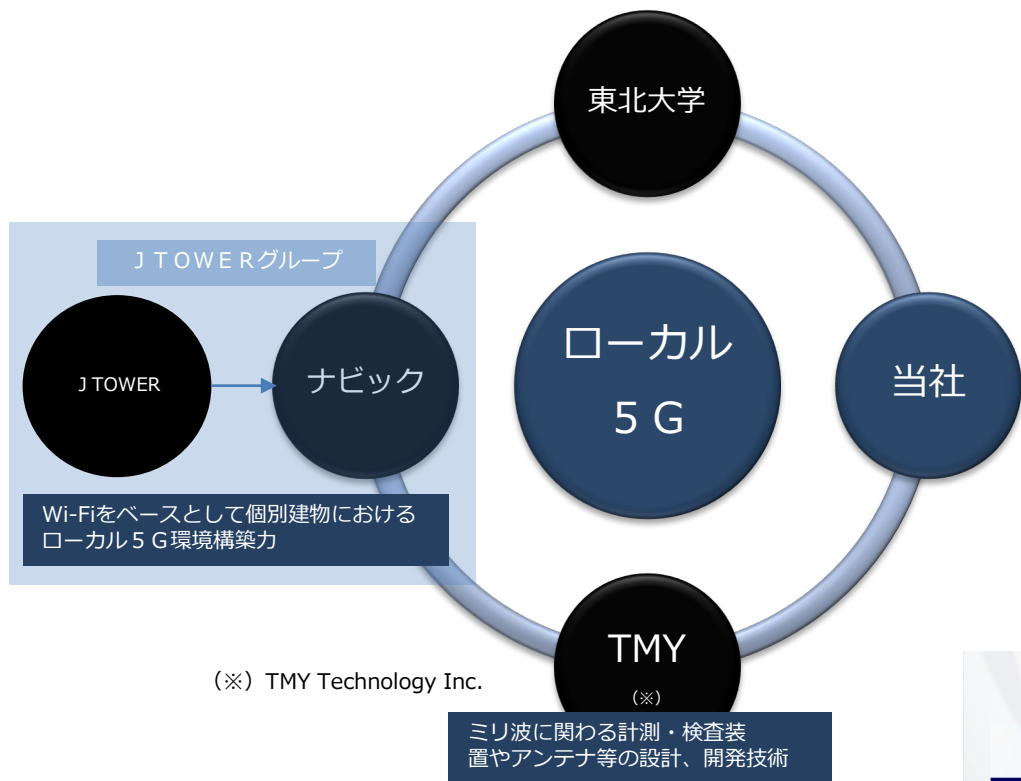 東北大学
ＪＴＯＷＥＲグループ
J TOWER
ナビック
ローカル
５Ｇ
当社
Wi-Fiをベースとして個別建物における
ローカル５Ｇ環境構築力
TMY
（※）
（※）TMY Technology Inc.
ミリ波に関わる計測・検査装
置やアンテナ等の設計、開発技術